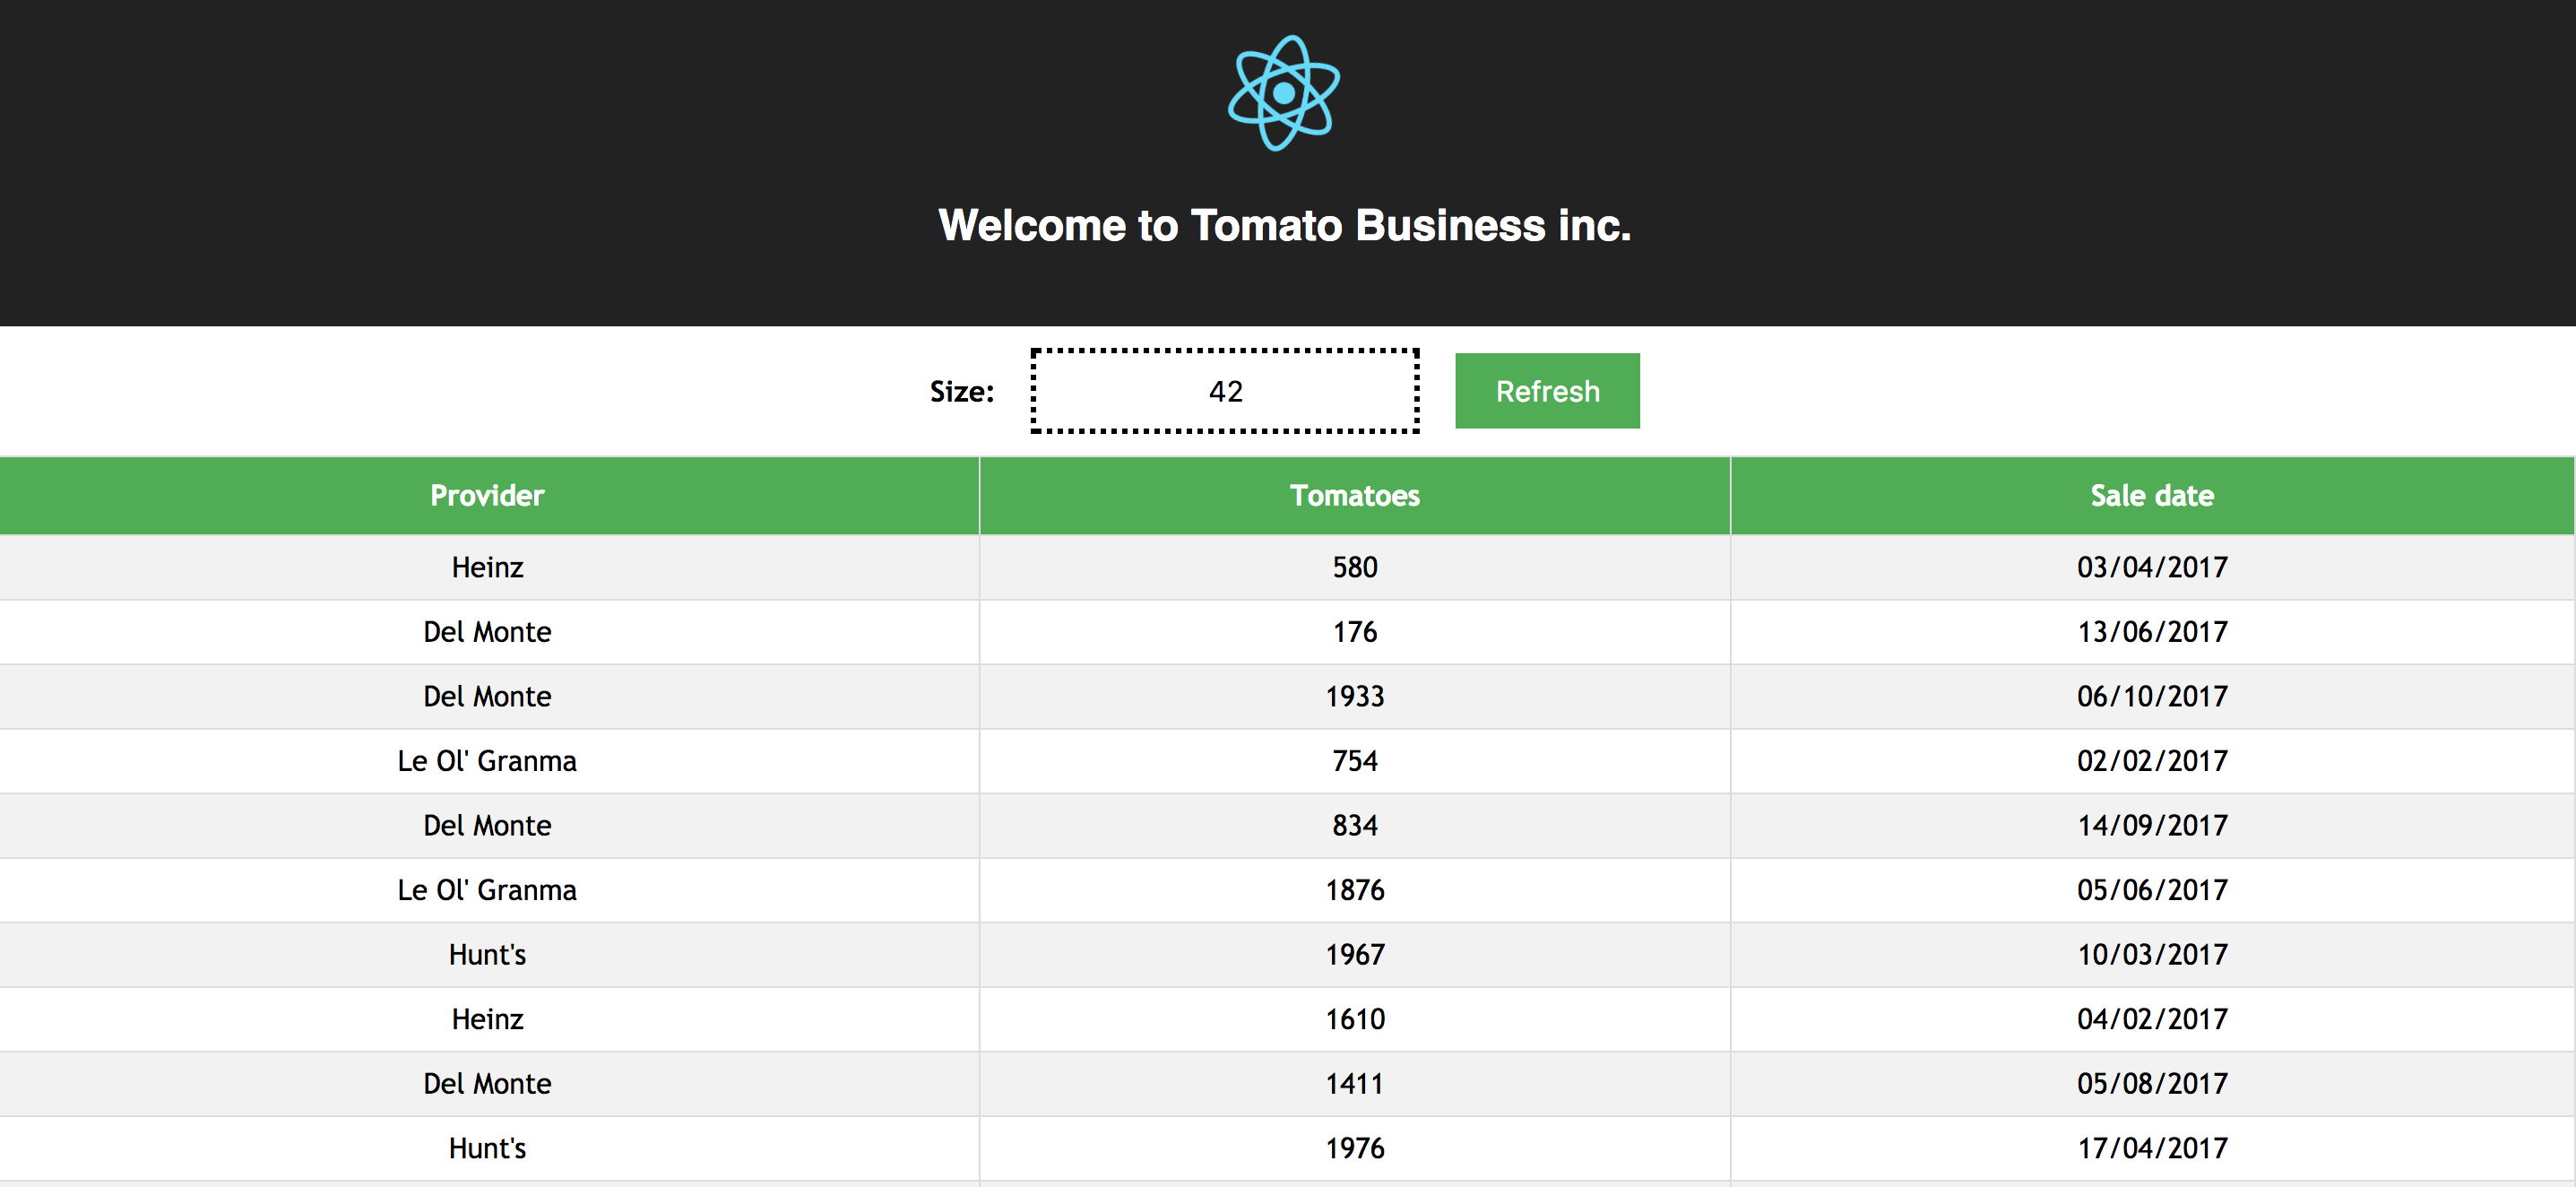 Welcome to Tomato Business inc.
Size: 42 Refresh
Provider Tomatoes Sale date
Heinz 580 03/04/2017
Del Monte 176 13/06/2017
Del Monte 1933 06/10/2017
Le Ol' Granma 754 02/02/2017
Del Monte 834 14/09/2017
Le Ol' Granma 1876 05/06/2017
Hunt's 1967 10/03/2017
Heinz 1610 04/02/2017
Del Monte 1411 05/08/2017
Hunt's 1976 17/04/2017